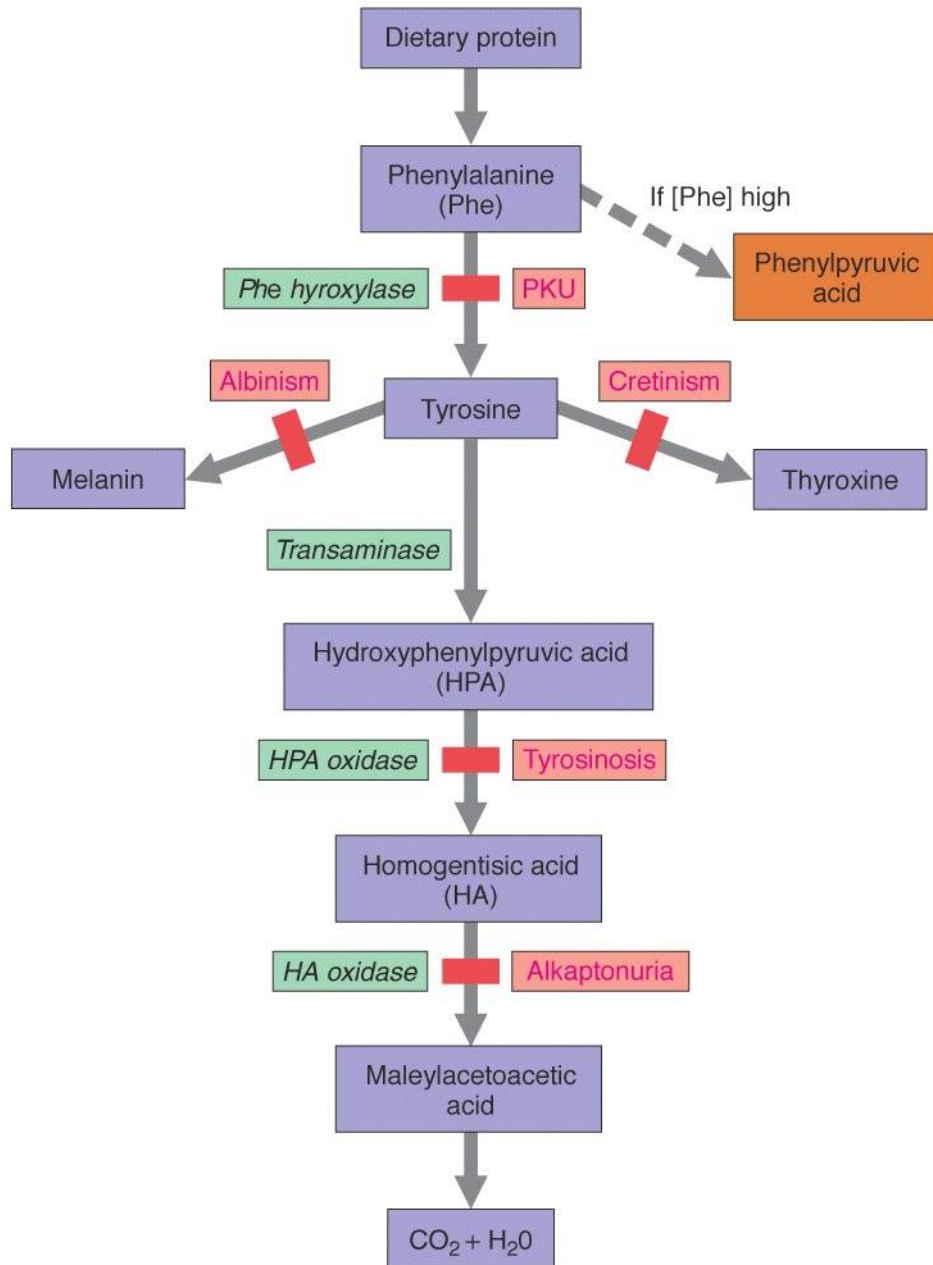 Dietary protein
Phenylalanine
(Phe)
If [Phe] high
Phenylpyruvic
acid
Phe hyroxylase
PKU
Albinism
Cretinism
Tyrosine
Melanin
Thyroxine
Transaminase
Hydroxyphenylpyruvic acid
(HPA)
HPA oxidase
Tyrosinosis
Homogentisic acid
(HA)
HA oxidase
Alkaptonuria
Maleylacetoacetic
acid
CO₂ + H₂0